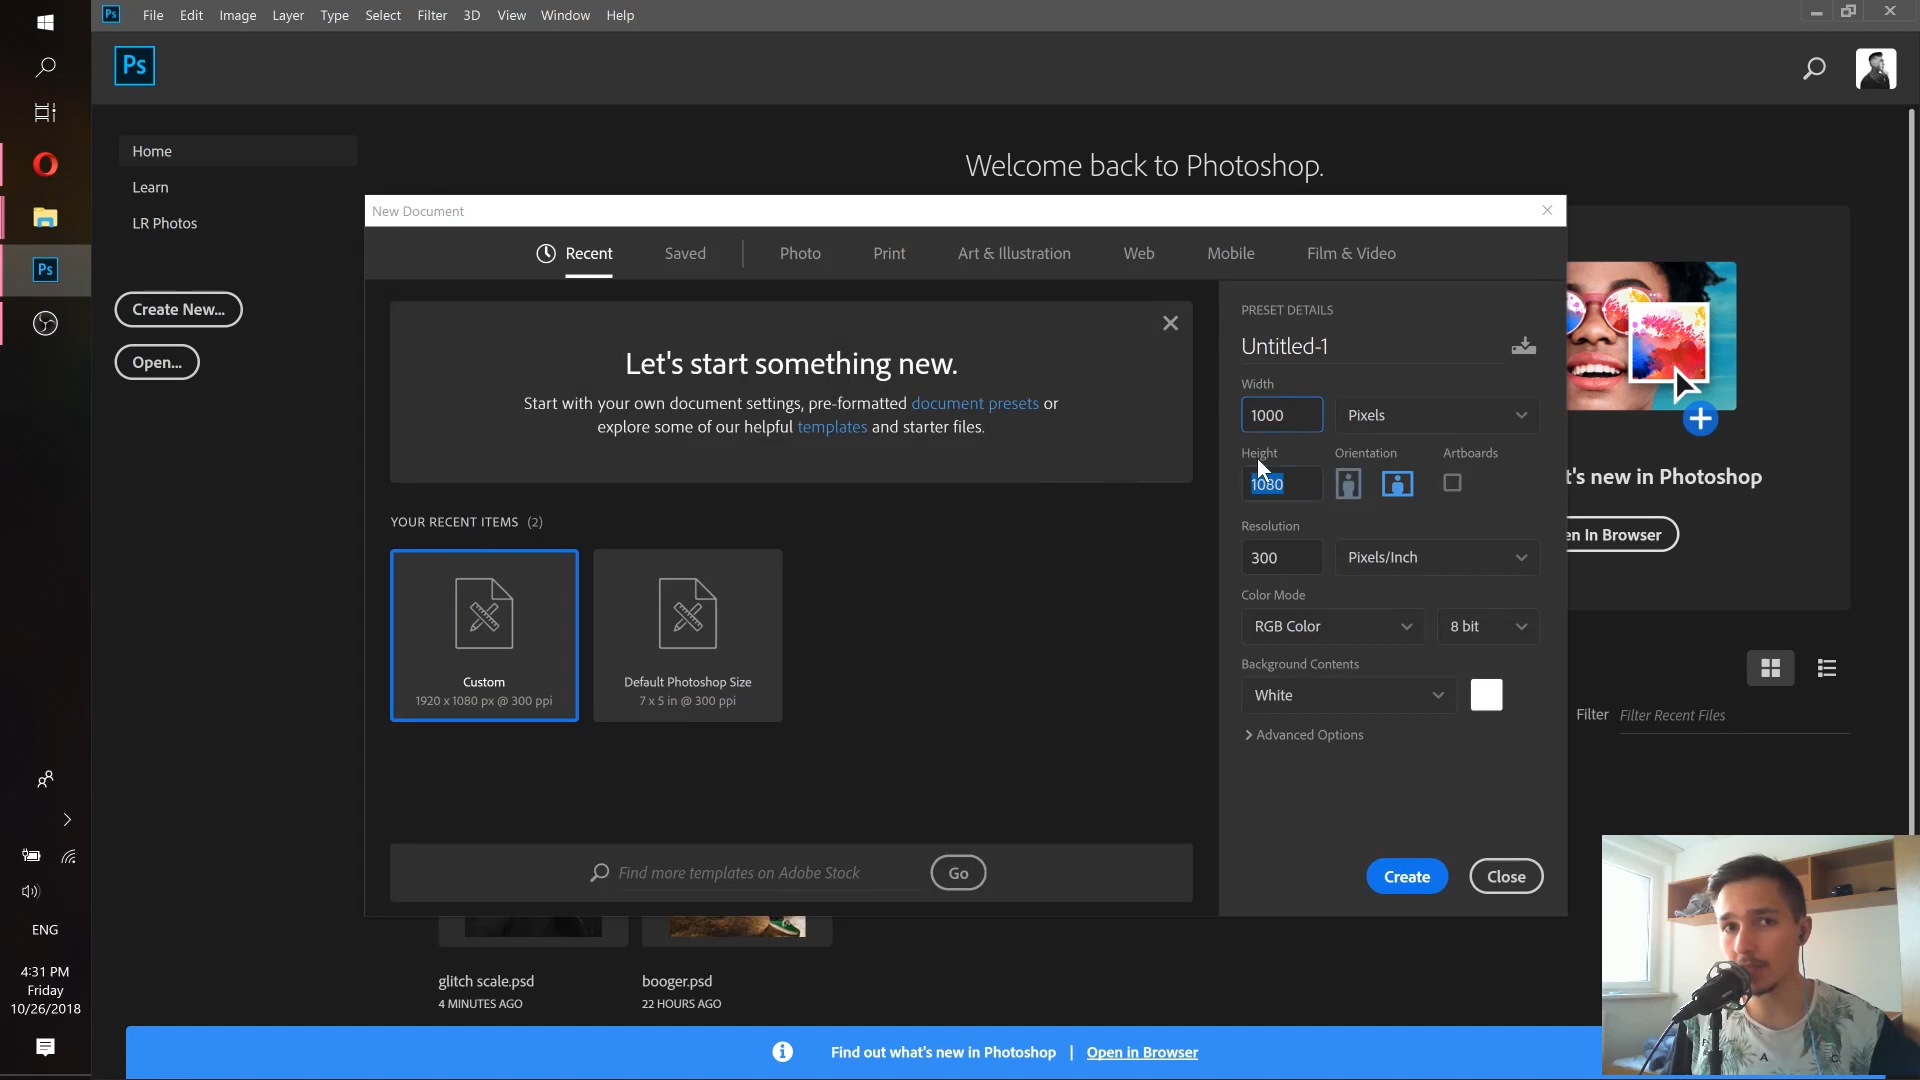 Ps
File Edit Image Layer Type Select Filter 3D View Window Help
Ps
Home
Learn
LR Photos
Create New...
Open...
Ps
Welcome back to Photoshop.
New Document
Recent Saved Photo Print Art & Illustration Web Mobile Film & Video
Let's start something new.
Start with your own document settings, pre-formatted document presets or
explore some of our helpful templates and starter files.
YOUR RECENT ITEMS (2)
Custom
1920 x 1080 px @ 300 ppi
Default Photoshop Size
7 x 5 in @ 300 ppi
Find more templates on Adobe Stock
Go
PRESET DETAILS
Untitled-1
Width
1000 Pixels
Height Orientation Artboards
1080
Resolution
300 Pixels/Inch
Color Mode
RGB Color 8 bit
Background Contents
White
Advanced Options
Create Close
t's new in Photoshop
en In Browser
Filter Filter Recent Files
glitch scale.psd
4 MINUTES AGO
booger.psd
22 HOURS AGO
Find out what's new in Photoshop | Open in Browser
ENG
4:31 PM
Friday
10/26/2018
A C